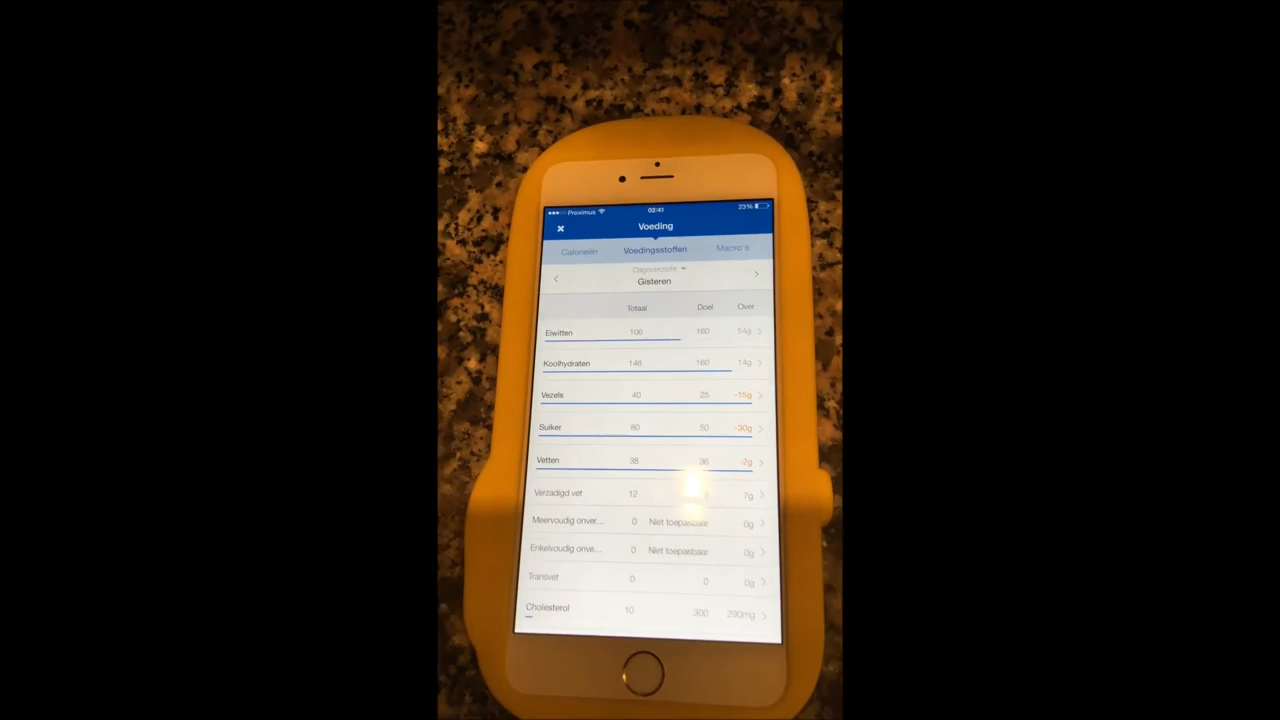 Proximus 02:41 23%
Voeding
Calorieën Voedingsstoffen Macro's
Dagoverzicht
Gisteren
Totaal Doel Over
Eiwitten 106 160 54g
Koolhydraten 146 160 14g
Vezels 40 25 -15g
Suiker 80 50 -30g
Vetten 38 36 -2g
Verzadigd vet 12 7g
Meervoudig onver... 0 Niet toepasbaar 0g
Enkelvoudig onve... 0 Niet toepasbaar 0g
Transvet 0 0 0g
Cholesterol 10 300 290mg